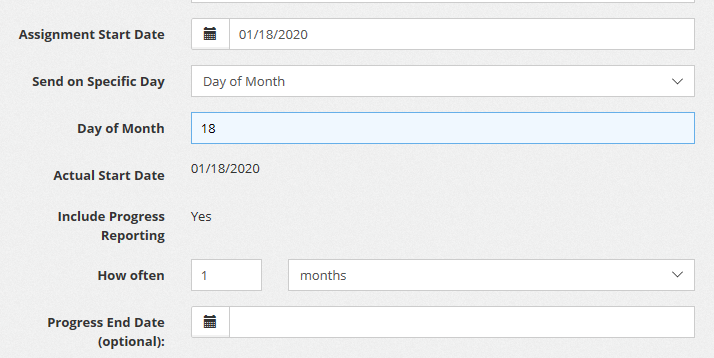 Assignment Start Date 01/18/2020
Send on Specific Day Day of Month
Day of Month 18
Actual Start Date 01/18/2020
Include Progress Yes
Reporting
How often 1 months
Progress End Date
(optional):